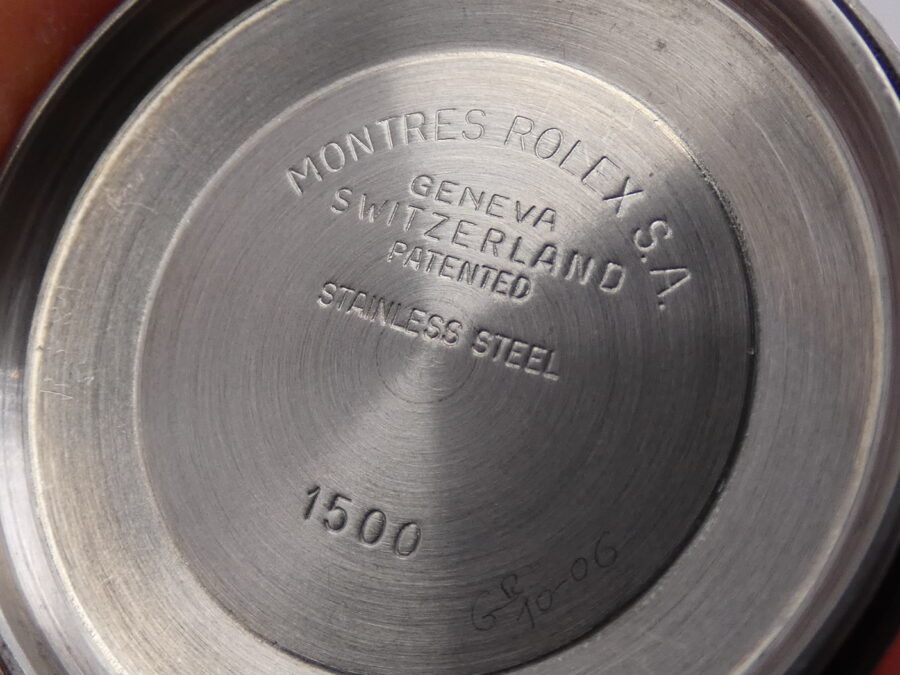 MONTRES ROLEX S.A.
GENEVA
SWITZERLAND
PATENTED
STAINLESS STEEL
1500
10-06